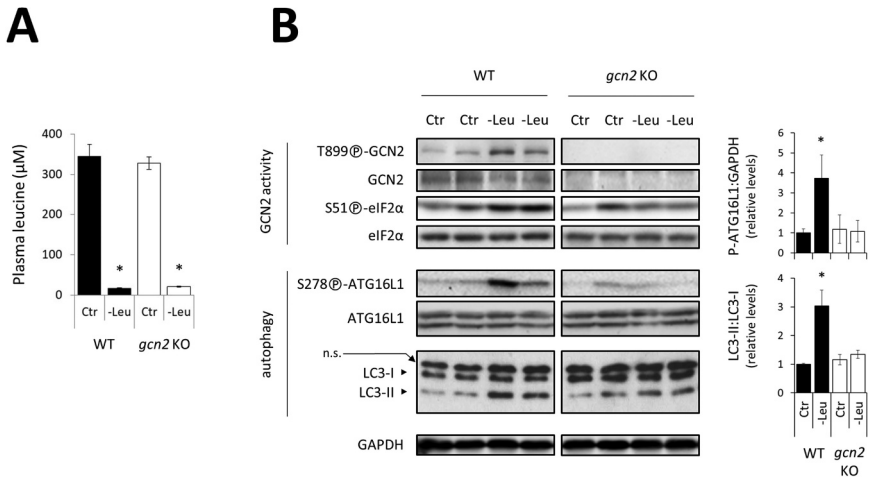 A
B
WT
gcn2 KO
Ctr Ctr -Leu -Leu
Ctr Ctr -Leu -Leu
Plasma leucine (µM)
400
300
200
100
0
*
*
Ctr -Leu Ctr -Leu
WT gcn2 KO
GCN2 activity
T899Ⓟ-GCN2
GCN2
S51Ⓟ-eIF2α
eIF2α
autophagy
S278Ⓟ-ATG16L1
ATG16L1
n.s.
LC3-I
LC3-II
GAPDH
P-ATG16L1:GAPDH
(relative levels)
6
5
4
3
2
1
0
*
LC3-II:LC3-I
(relative levels)
4
3
2
1
0
*
Ctr -Leu Ctr -Leu
WT gcn2
KO